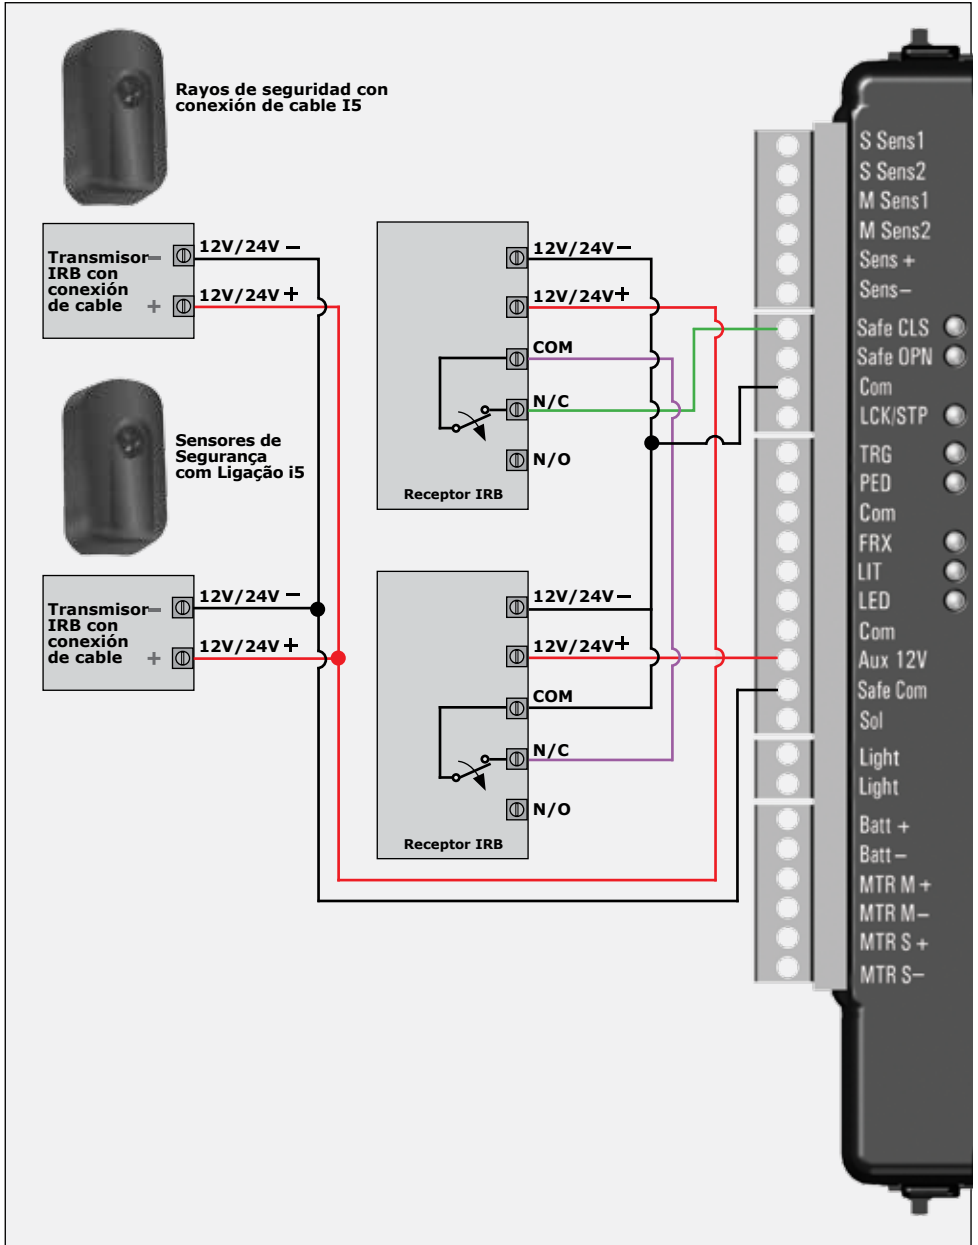 Rayos de seguridad con
conexión de cable I5
Transmisor
IRB con
conexión
de cable
−
+
12V/24V −
12V/24V +
Sensores de
Segurança
com Ligação i5
Transmisor
IRB con
conexión
de cable
−
+
12V/24V −
12V/24V +
12V/24V −
12V/24V +
COM
N/C
N/O
Receptor IRB
12V/24V −
12V/24V +
COM
N/C
N/O
Receptor IRB
S Sens1
S Sens2
M Sens1
M Sens2
Sens +
Sens−
Safe CLS
Safe OPN
Com
LCK/STP
TRG
PED
Com
FRX
LIT
LED
Com
Aux 12V
Safe Com
Sol
Light
Light
Batt +
Batt −
MTR M +
MTR M−
MTR S +
MTR S−